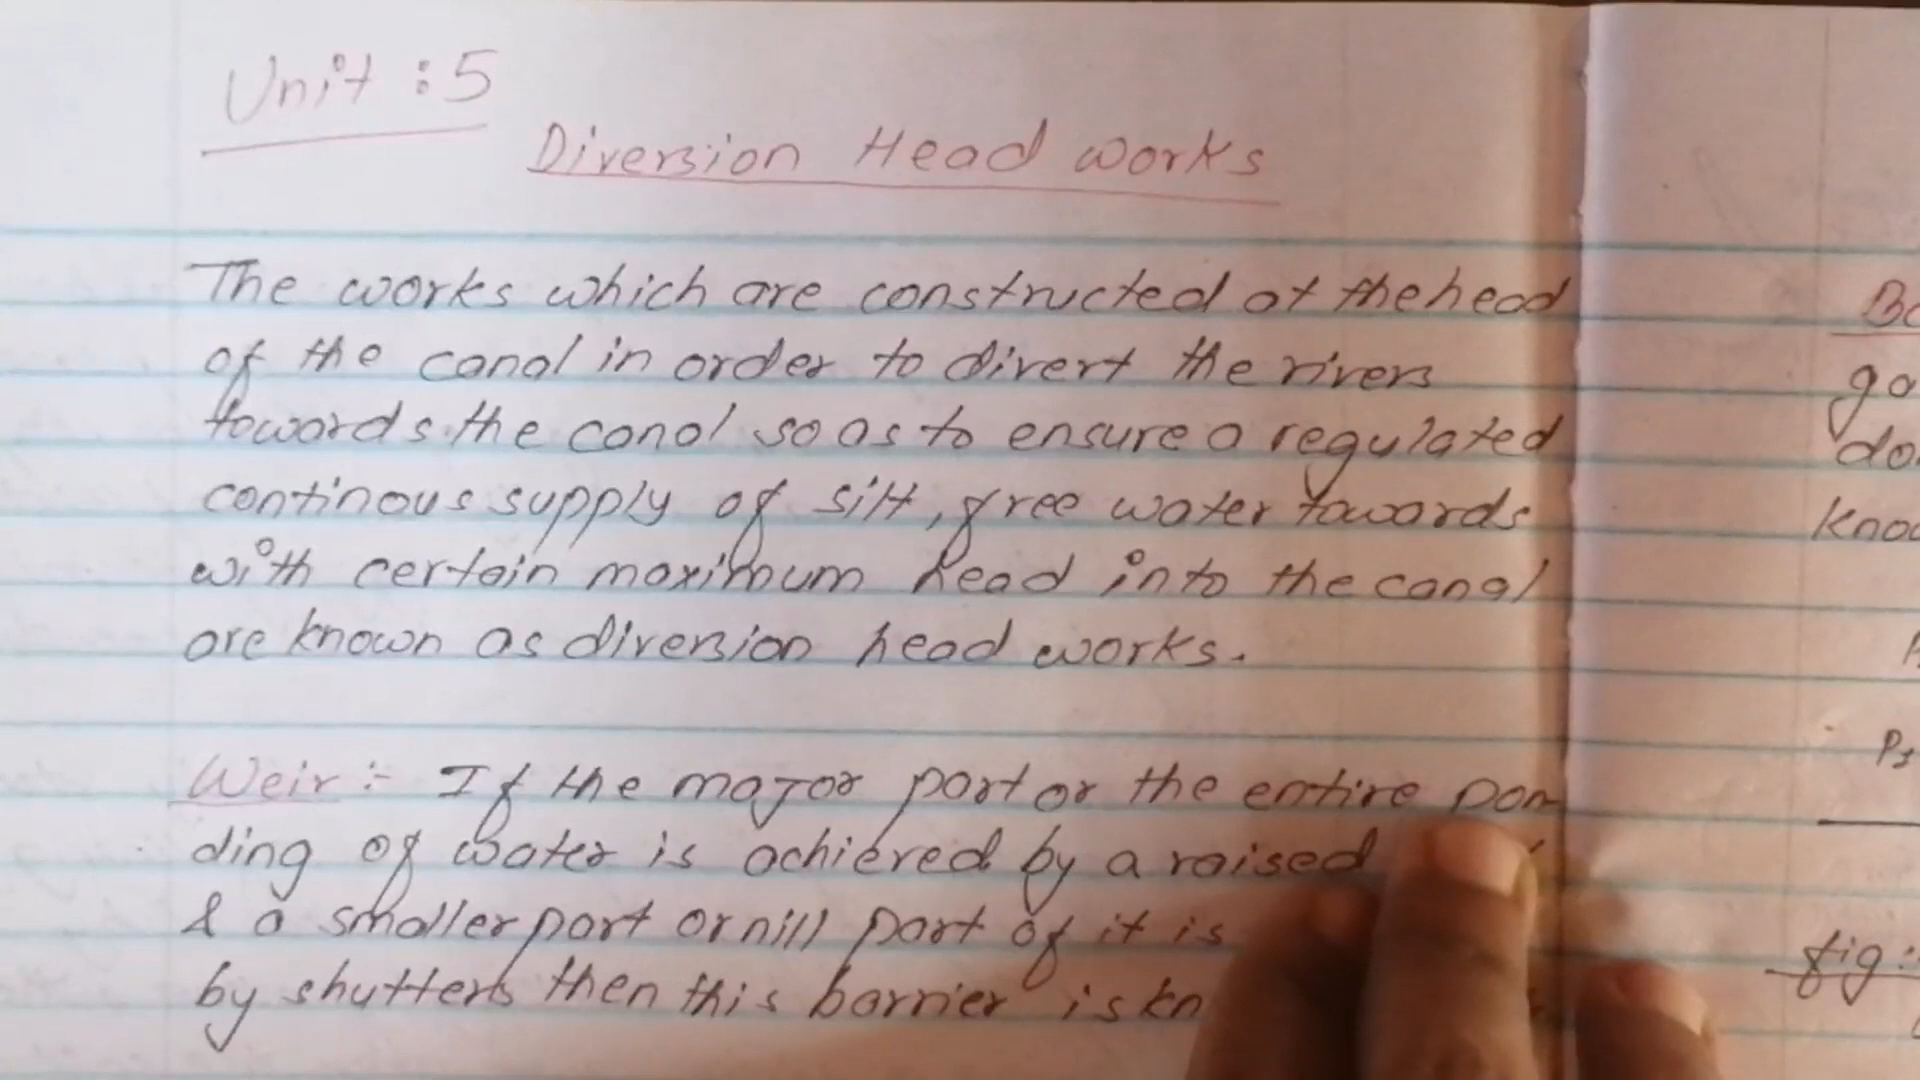 Unit : 5
Diversion Head works
The works which are constructed at the head
of the canal in order to divert the rivers
towards the canal so as to ensure a regulated
continous supply of silt, free water towards
with certain maximum head into the canal
are known as diversion head works.
Weir :- If the major part or the entire pon
ding of water is achieved by a raised
& a smaller part or nill part of it is
by shutters then this barrier is kn
fig :